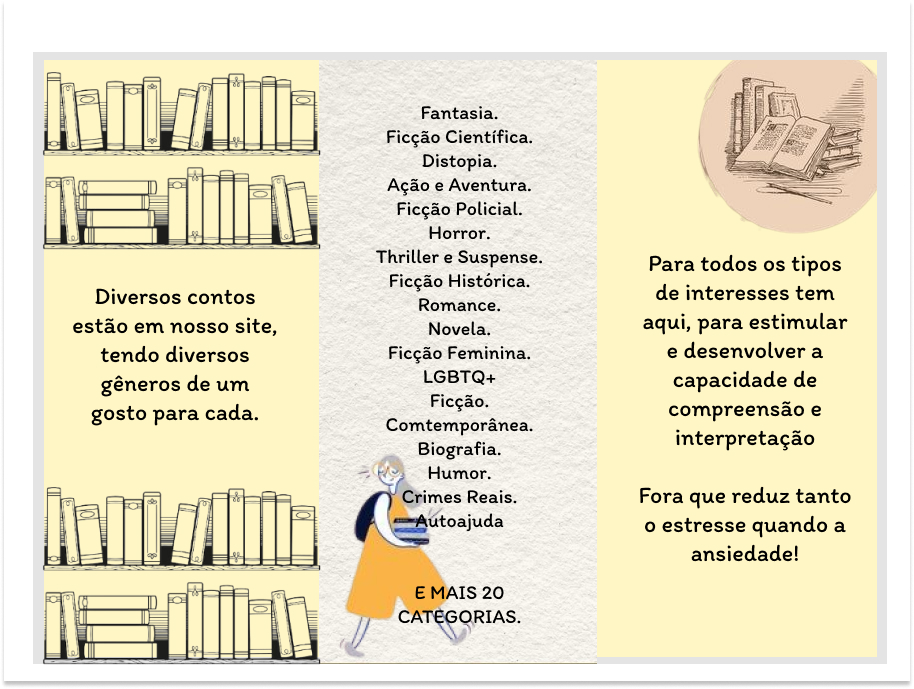 Diversos contos
estão em nosso site,
tendo diversos
gêneros de um
gosto para cada.
Fantasia.
Ficção Científica.
Distopia.
Ação e Aventura.
Ficção Policial.
Horror.
Thriller e Suspense.
Ficção Histórica.
Romance.
Novela.
Ficção Feminina.
LGBTQ+
Ficção.
Comtemporânea.
Biografia.
Humor.
Crimes Reais.
Autoajuda
E MAIS 20
CATEGORIAS.
Para todos os tipos
de interesses tem
aqui, para estimular
e desenvolver a
capacidade de
compreensão e
interpretação
Fora que reduz tanto
o estresse quando a
ansiedade!